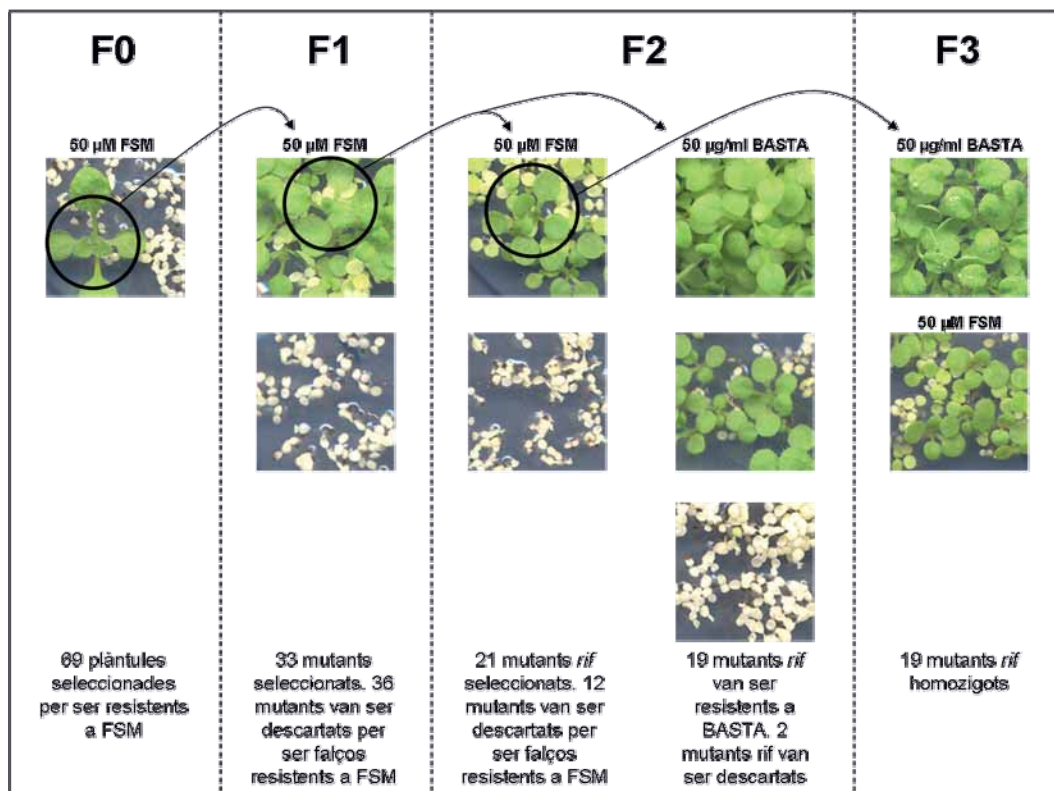 F0
F1
F2
F3
50 µM FSM
50 µM FSM
50 µM FSM
50 µg/ml BASTA
50 µg/ml BASTA
50 µM FSM
69 plàntules
seleccionades
per ser resistents
a FSM
33 mutants
seleccionats. 36
mutants van ser
descartats per
ser falços
resistents a FSM
21 mutants rif
seleccionats. 12
mutants van ser
descartats per
ser falços
resistents a FSM
19 mutants rif
van ser
resistents a
BASTA. 2
mutants rif van
ser descartats
19 mutants rif
homozigots